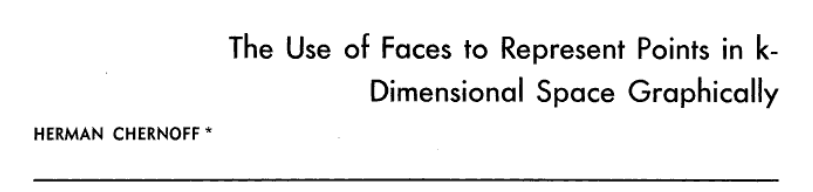 The Use of Faces to Represent Points in k-
Dimensional Space Graphically
HERMAN CHERNOFF *